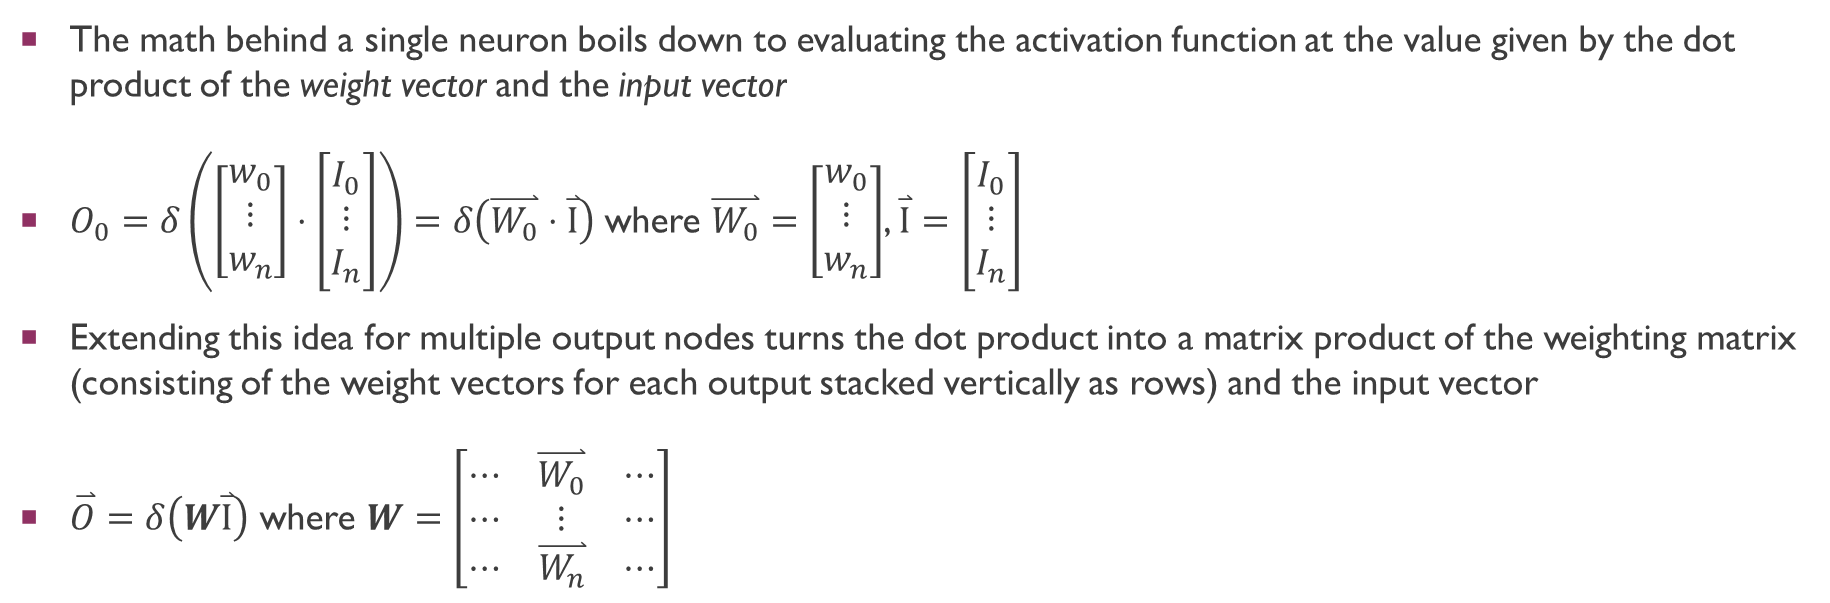 ▪ The math behind a single neuron boils down to evaluating the activation function at the value given by the dot
product of the weight vector and the input vector
▪ O₀ = δ([w₀ ⋮ wₙ] · [I₀ ⋮ Iₙ]) = δ(W₀⃗ · I⃗) where W₀⃗ = [w₀ ⋮ wₙ], I⃗ = [I₀ ⋮ Iₙ]
▪ Extending this idea for multiple output nodes turns the dot product into a matrix product of the weighting matrix
(consisting of the weight vectors for each output stacked vertically as rows) and the input vector
▪ O⃗ = δ(WI⃗) where W = [⋯ W₀⃗ ⋯ ; ⋯ ⋮ ⋯ ; ⋯ Wₙ⃗ ⋯]